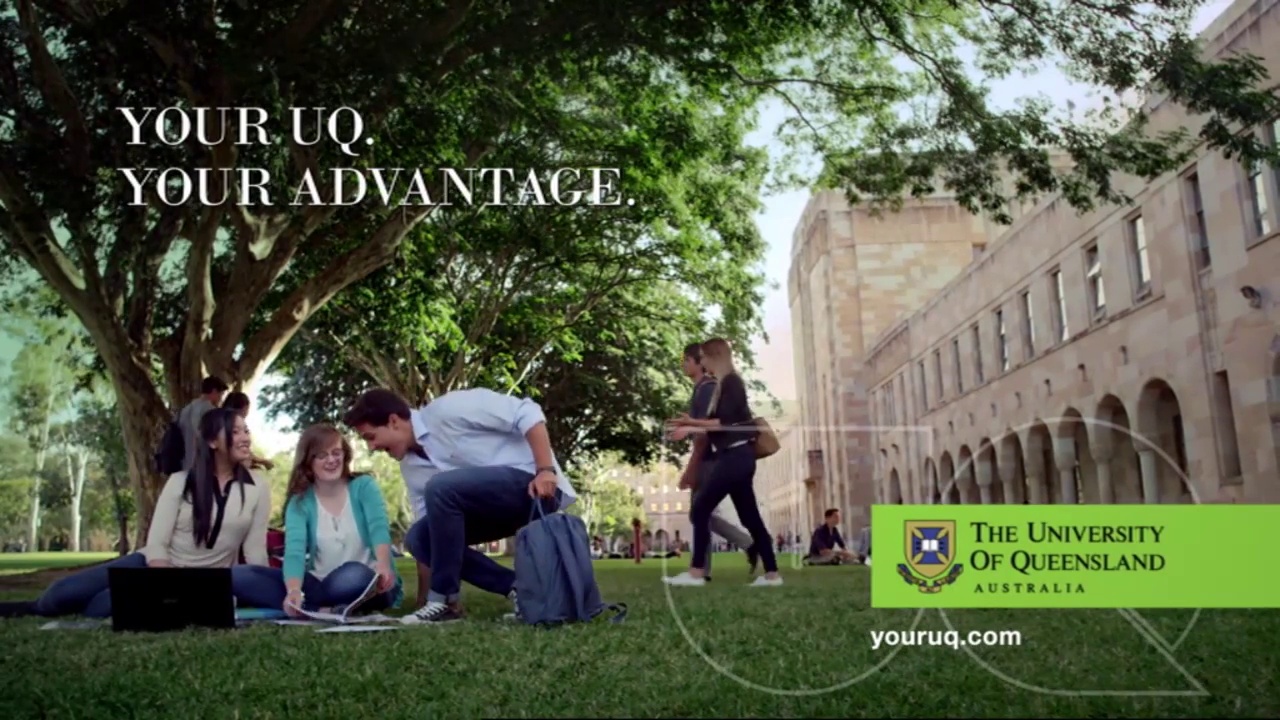 YOUR UQ.
YOUR ADVANTAGE.
THE UNIVERSITY
OF QUEENSLAND
AUSTRALIA
youruq.com